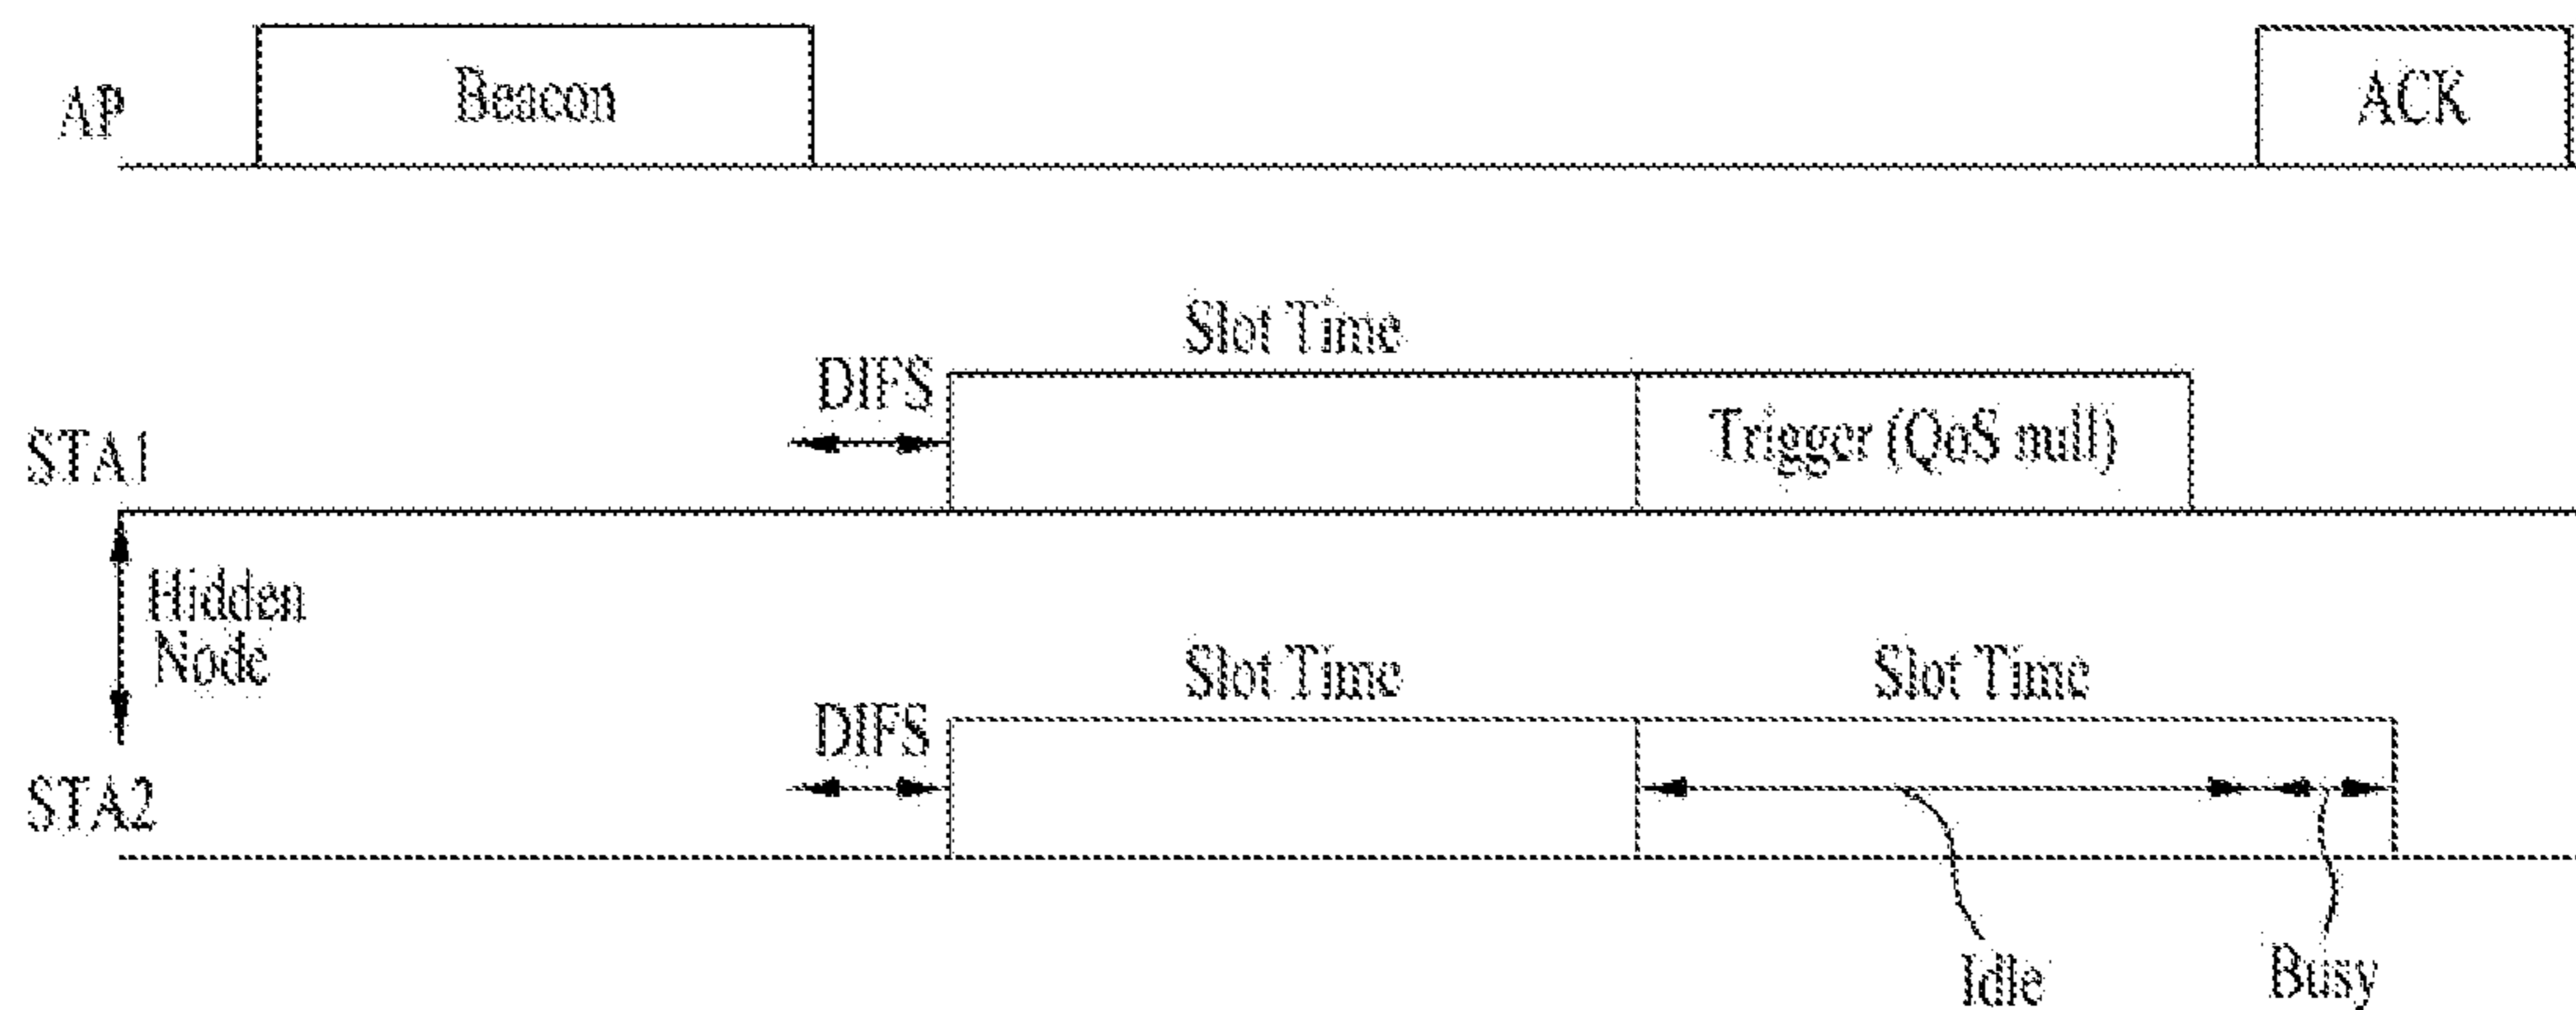 AP
Beacon
ACK
Slot Time
DIFS
STA1
Trigger (QoS null)
Hidden
Node
Slot Time
Slot Time
DIFS
STA2
Idle
Busy